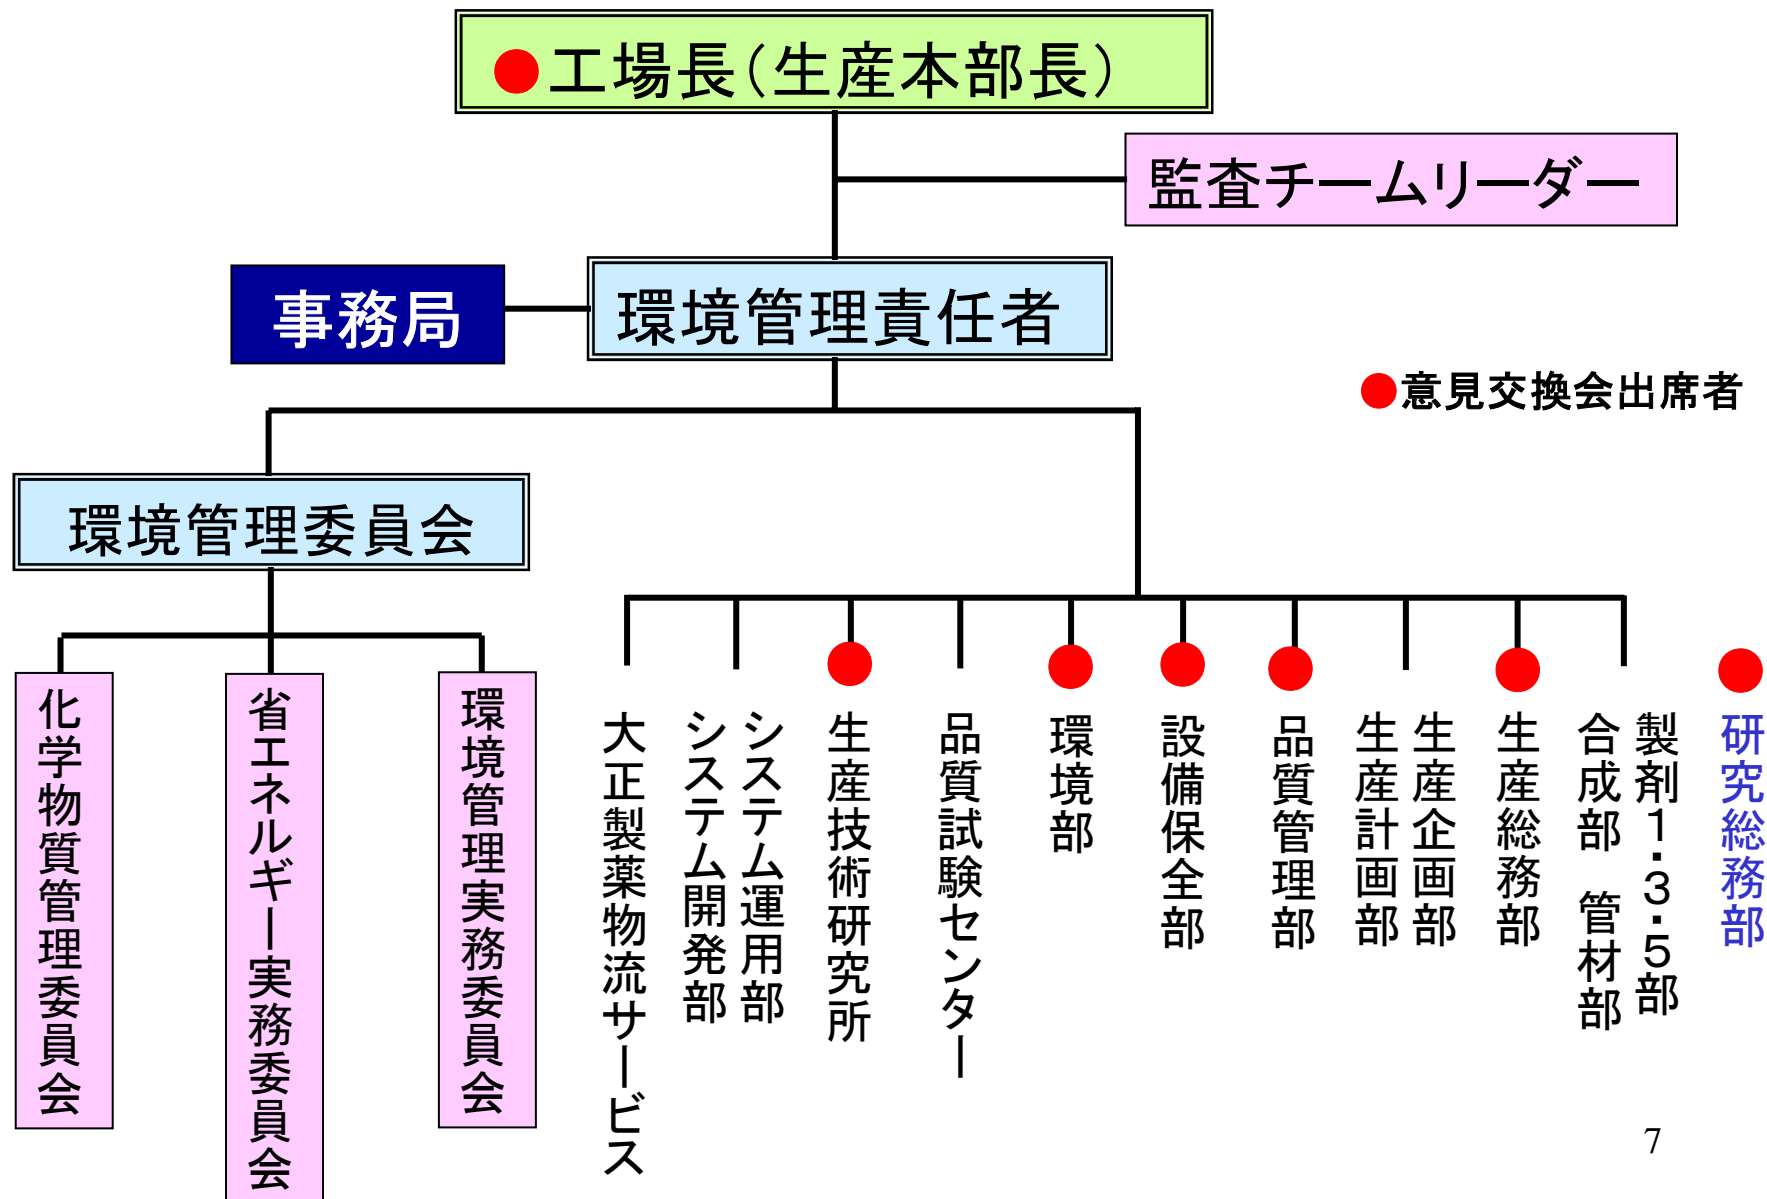 ●工場長（生産本部長）
監査チームリーダー
事務局
環境管理責任者
●意見交換会出席者
環境管理委員会
化学物質管理委員会
省エネルギー実務委員会
環境管理実務委員会
大正製薬物流サービス
システム運用部
システム開発部
生産技術研究所
品質試験センター
環境部
設備保全部
品質管理部
生産企画部
生産計画部
生産総務部
製剤１・３・５部
合成部　管材部
研究総務部
7